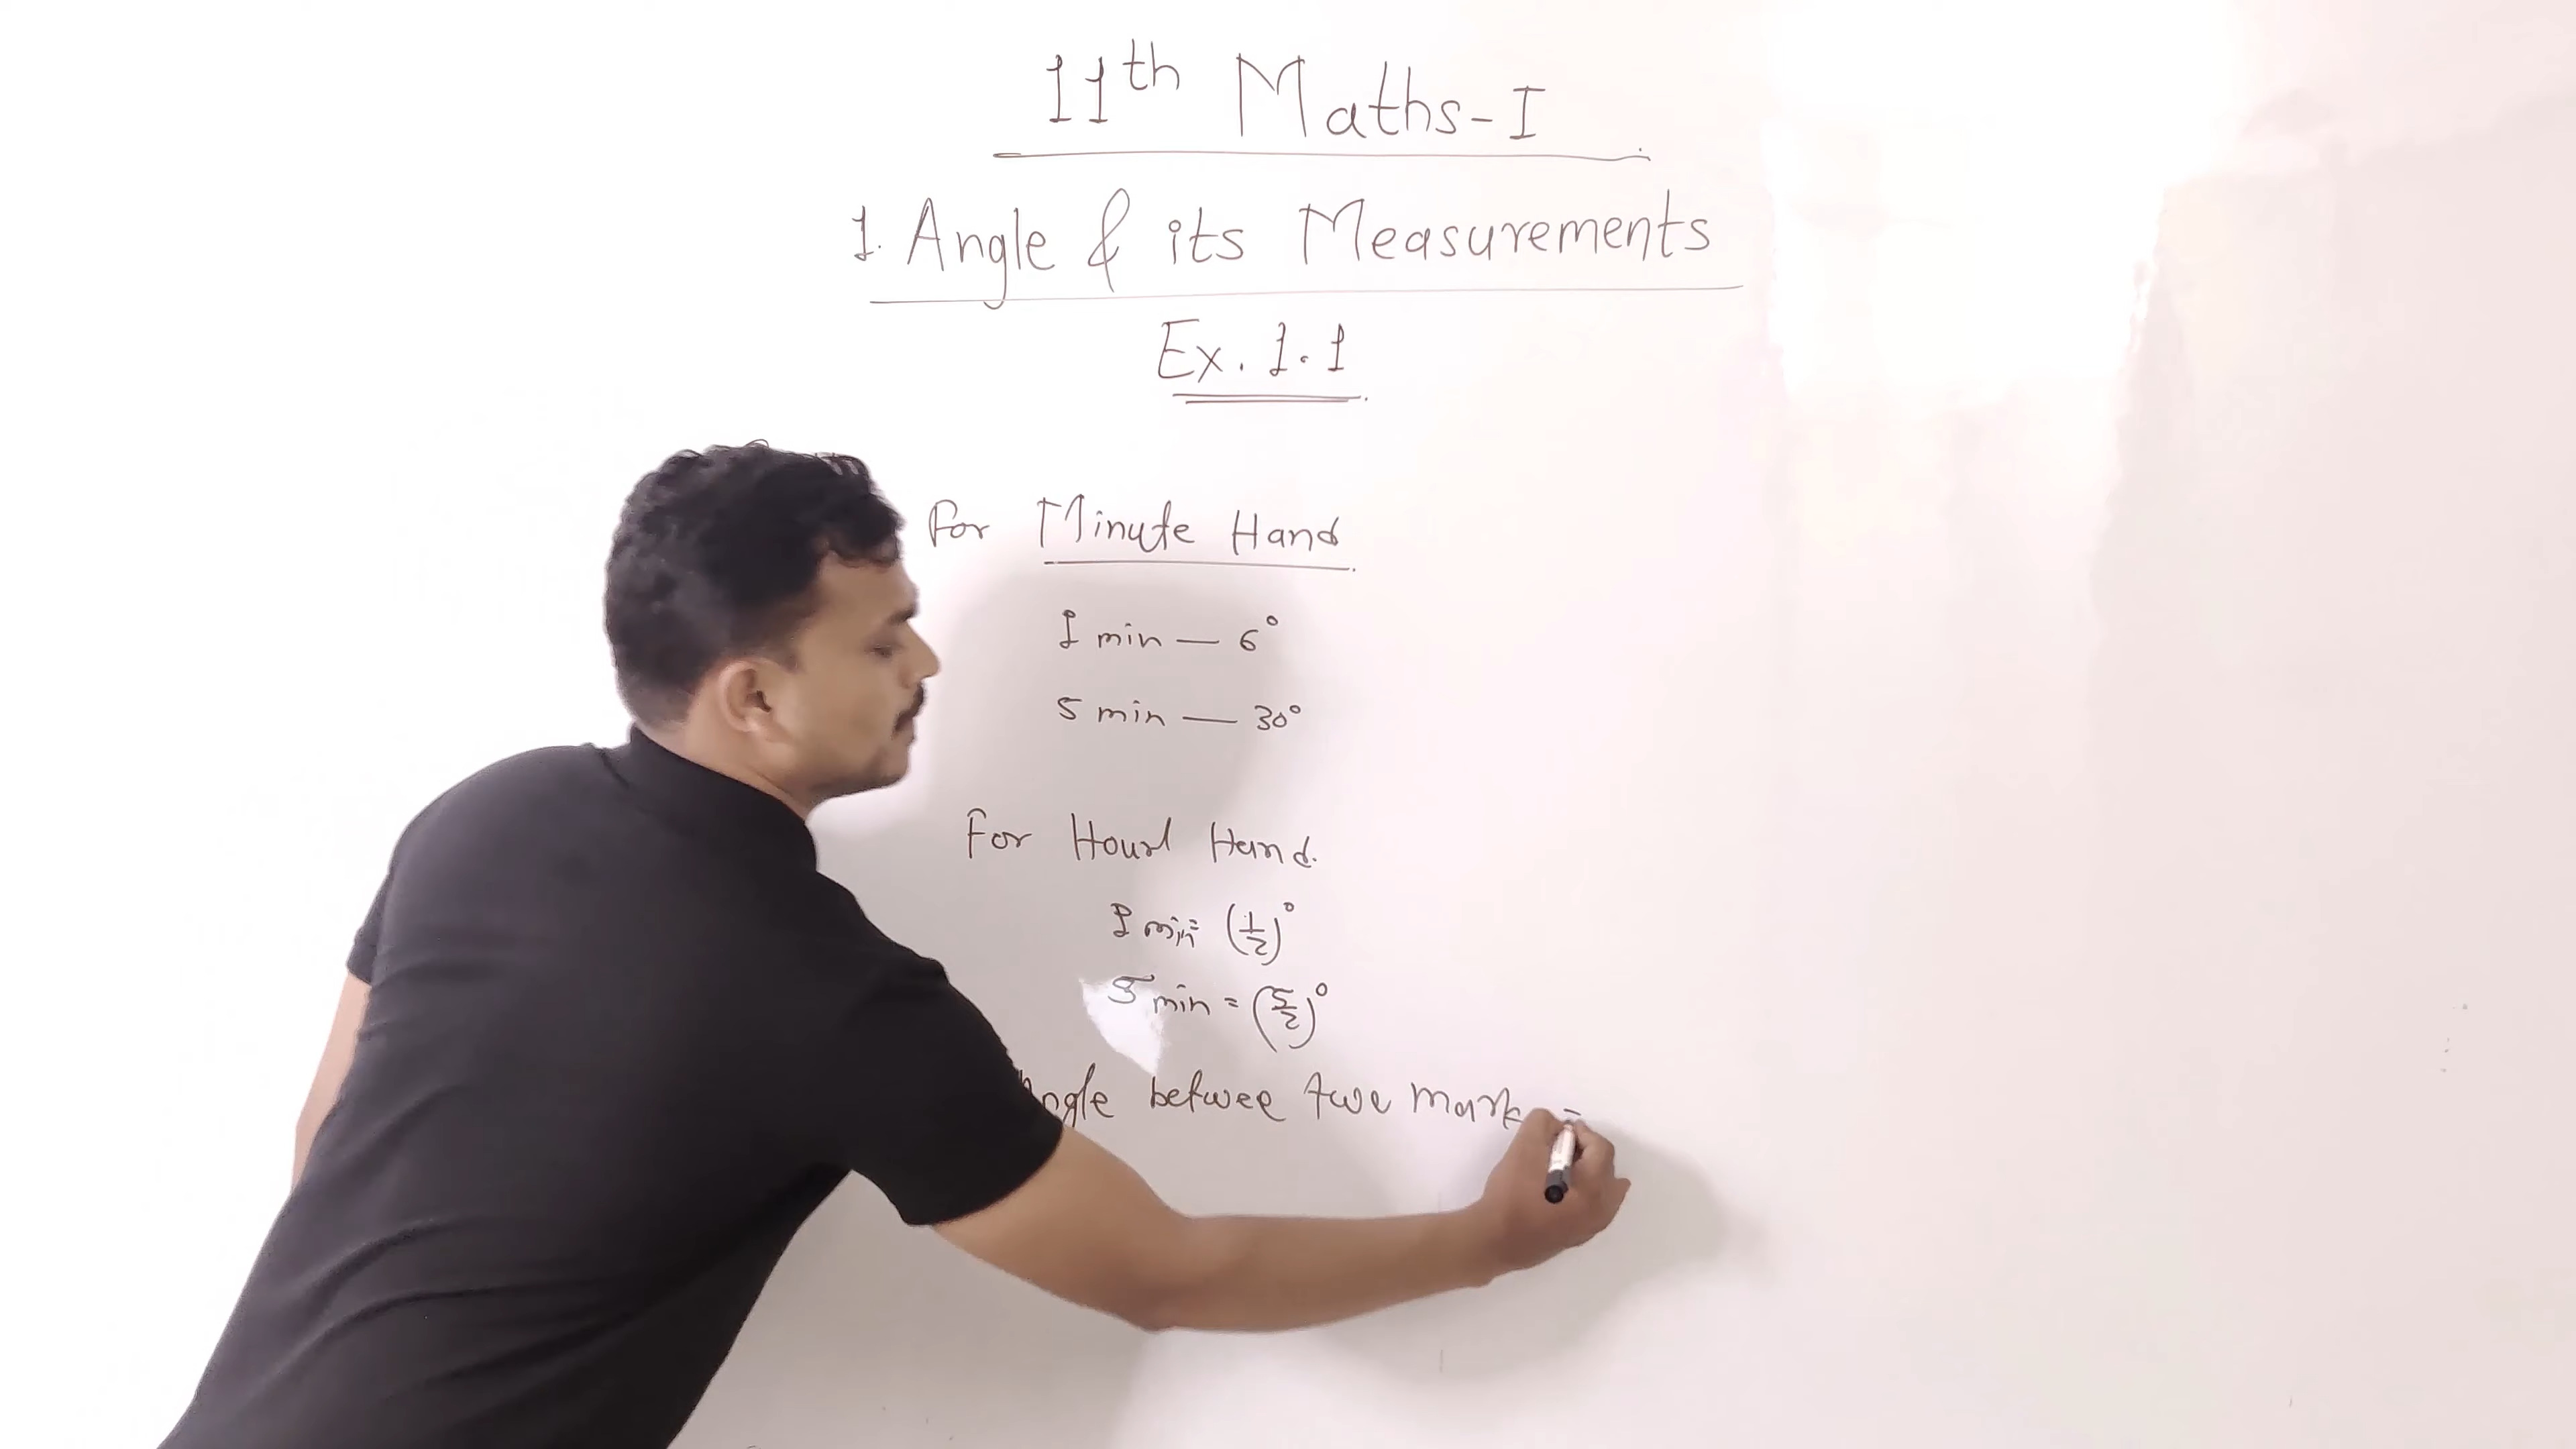 11th Maths-I
1. Angle & its Measurements
Ex. 1.1
For Minute Hand
1 min — 6°
5 min — 30°
For Hour Hand.
1 min = (1/2)°
5 min = (5/2)°
Angle betwee two mark =